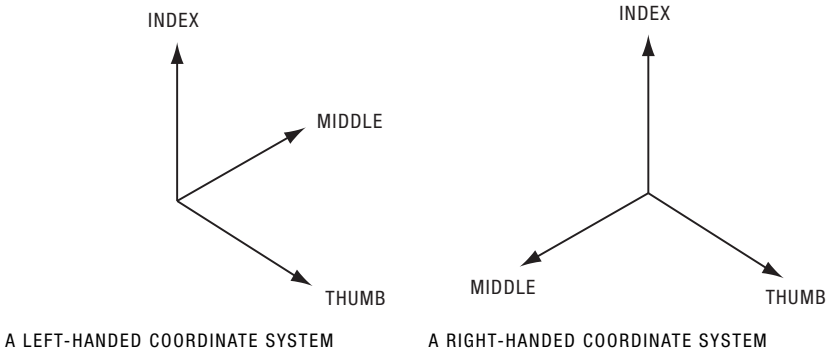 INDEX
MIDDLE
THUMB
A LEFT-HANDED COORDINATE SYSTEM
INDEX
MIDDLE
THUMB
A RIGHT-HANDED COORDINATE SYSTEM